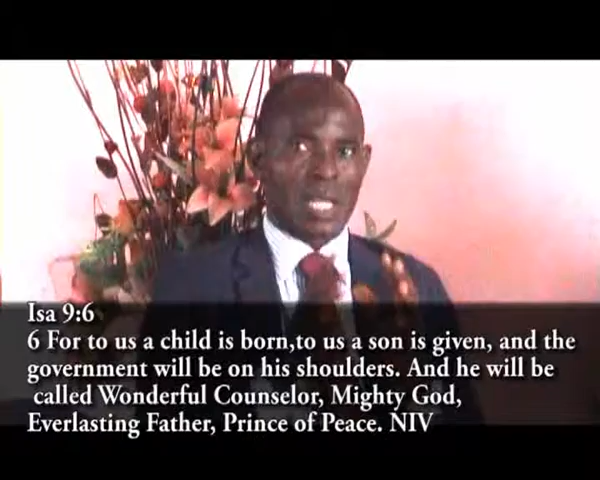 Isa 9:6
6 For to us a child is born,to us a son is given, and the
government will be on his shoulders. And he will be
called Wonderful Counselor, Mighty God,
Everlasting Father, Prince of Peace. NIV